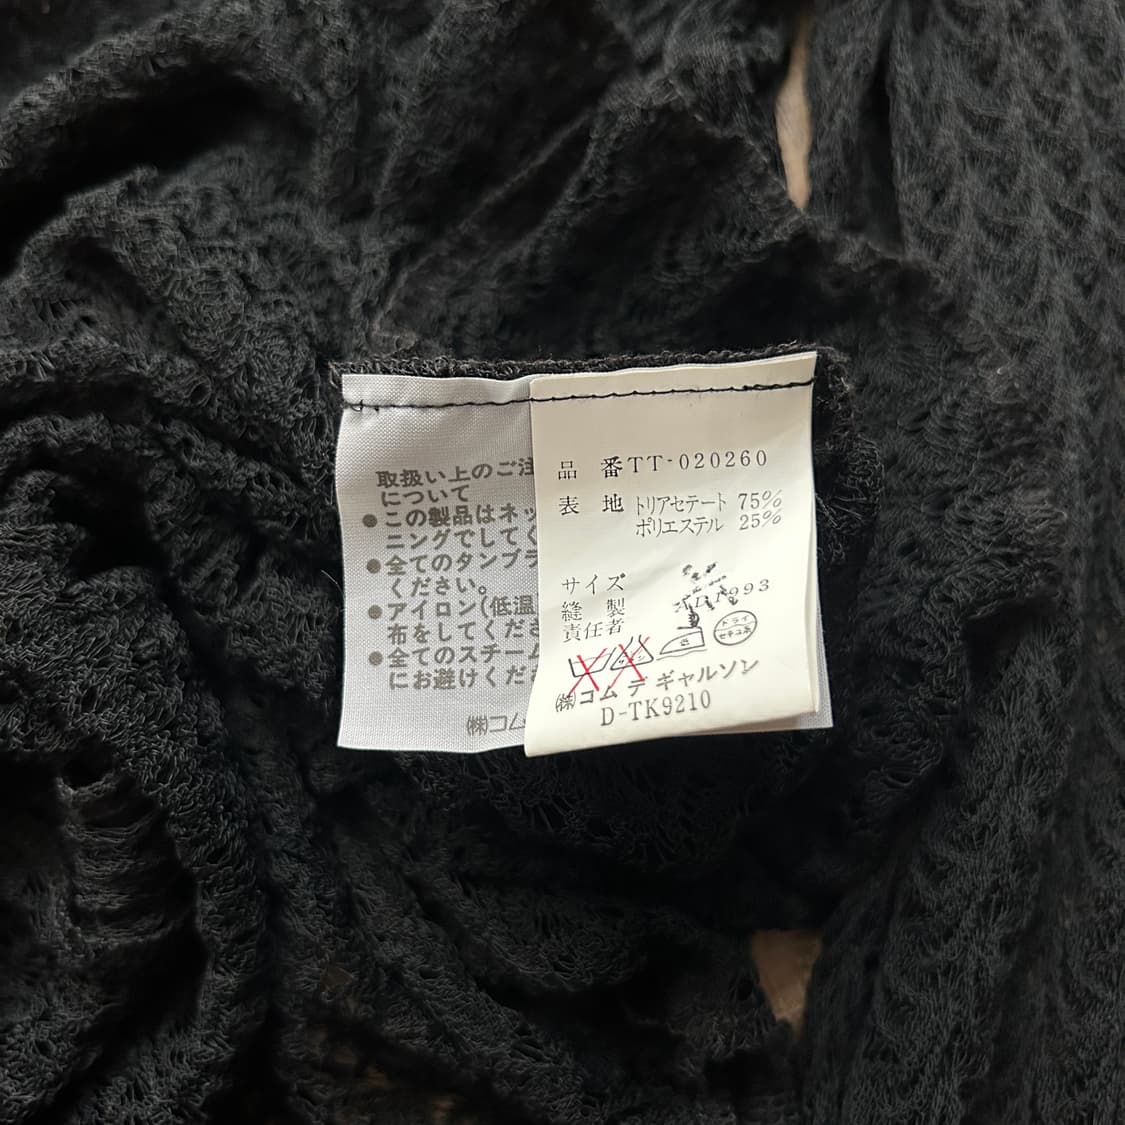 取扱い上のご注
について
●この製品はネッ
ニングでしてく
●全てのタンブラ
ください。
●アイロン(低温
布をしてくださ
●全てのスチーム
にお避けくだ
㈱コム
品 番 TT-020260
表 地 トリアセテート 75%
ポリエステル 25%
サイズ
縫 製
責任者
ドライ
セキユ系
㈱コム デ ギャルソン
D-TK9210